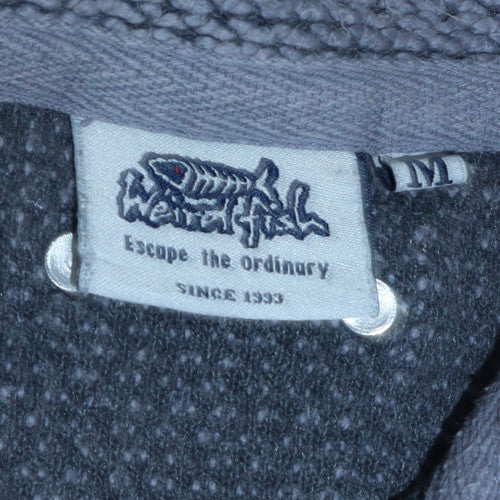 Weird fish
M
Escape the Ordinary
SINCE 1993